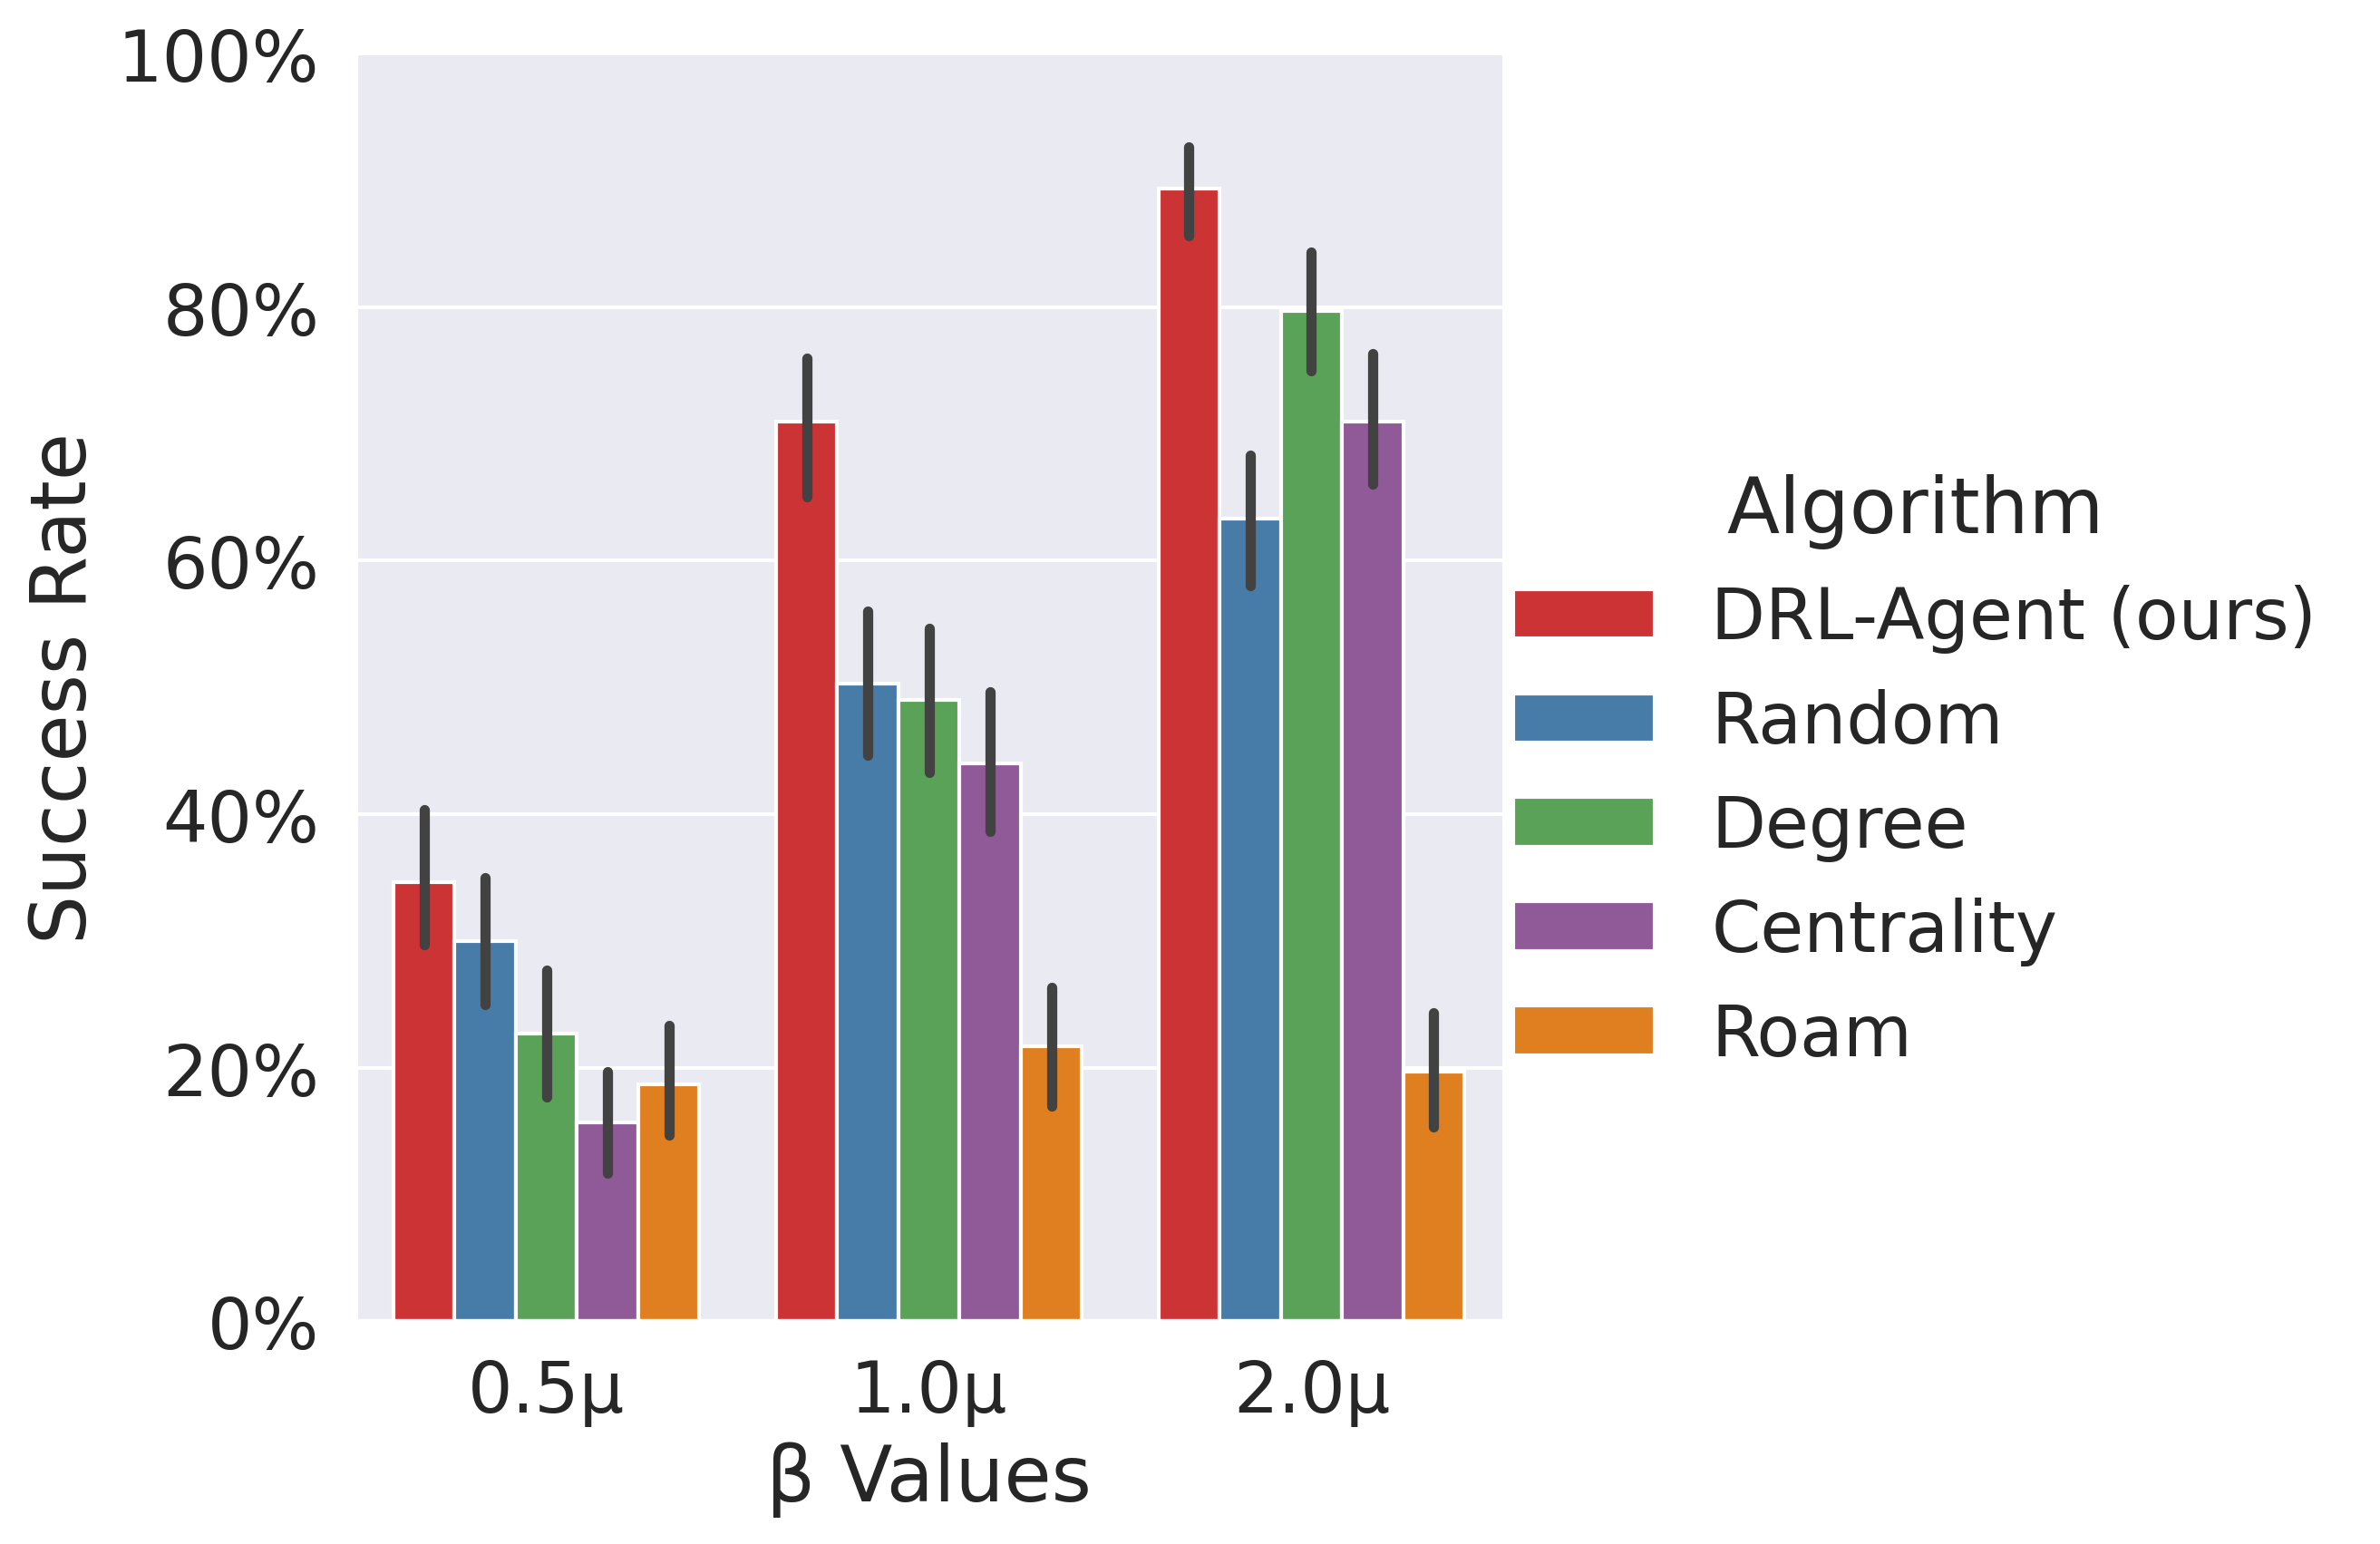 100%
80%
60%
40%
20%
0%
Success Rate
0.5μ
1.0μ
2.0μ
β Values
Algorithm
DRL-Agent (ours)
Random
Degree
Centrality
Roam